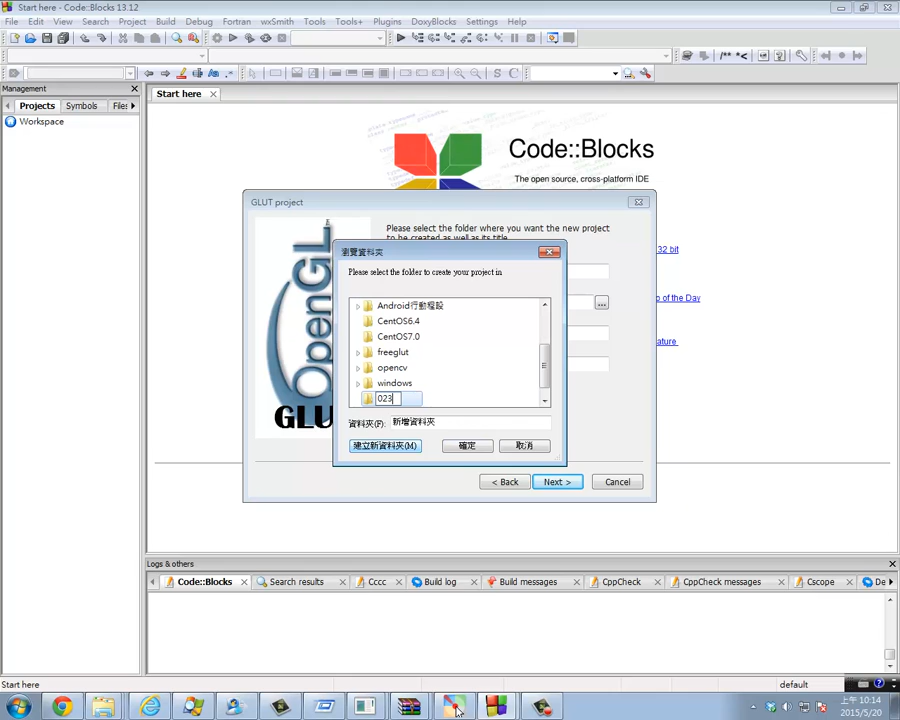 Start here - Code::Blocks 13.12
File Edit View Search Project Build Debug Fortran wxSmith Tools Tools+ Plugins DoxyBlocks Settings Help
Management
Projects Symbols Files
Workspace
Start here
Code::Blocks
The open source, cross-platform IDE
GLUT project
Please select the folder where you want the new project
to be created as well as its title.
32 bit
p of the Day
ature
OpenGL
GLU
瀏覽資料夾
Please select the folder to create your project in
Android行動程設
CentOS6.4
CentOS7.0
freeglut
opencv
windows
023
資料夾(F): 新增資料夾
建立新資料夾(M) 確定 取消
< Back Next > Cancel
Logs & others
Code::Blocks Search results Cccc Build log Build messages CppCheck CppCheck messages Cscope De
Start here default
上午 10:14
2015/5/20